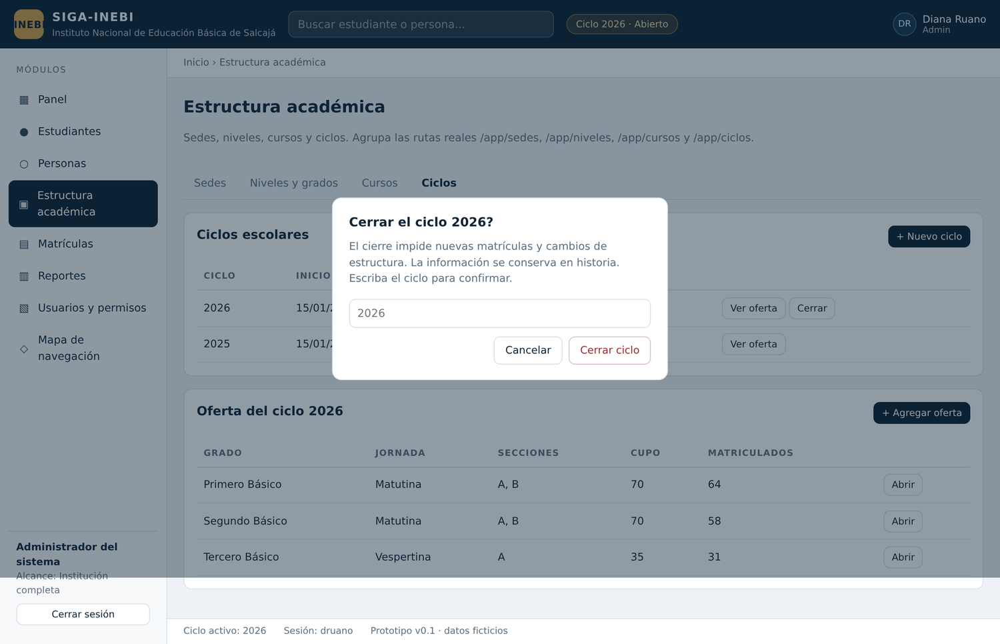 INEBI
SIGA-INEBI
Instituto Nacional de Educación Básica de Salcajá
Buscar estudiante o persona...
Ciclo 2026 · Abierto
DR
Diana Ruano
Admin
MÓDULOS
Panel
Estudiantes
Personas
Estructura
académica
Matrículas
Reportes
Usuarios y permisos
Mapa de
navegación
Administrador del
sistema
Alcance: Institución
completa
Cerrar sesión
Inicio › Estructura académica
Estructura académica
Sedes, niveles, cursos y ciclos. Agrupa las rutas reales /app/sedes, /app/niveles, /app/cursos y /app/ciclos.
Sedes Niveles y grados Cursos Ciclos
Ciclos escolares
+ Nuevo ciclo
CICLO INICIO
2026 15/01/ Ver oferta Cerrar
2025 15/01/ Ver oferta
Cerrar el ciclo 2026?
El cierre impide nuevas matrículas y cambios de
estructura. La información se conserva en historia.
Escriba el ciclo para confirmar.
2026
Cancelar Cerrar ciclo
Oferta del ciclo 2026
+ Agregar oferta
GRADO JORNADA SECCIONES CUPO MATRICULADOS
Primero Básico Matutina A, B 70 64 Abrir
Segundo Básico Matutina A, B 70 58 Abrir
Tercero Básico Vespertina A 35 31 Abrir
Ciclo activo: 2026 Sesión: druano Prototipo v0.1 · datos ficticios